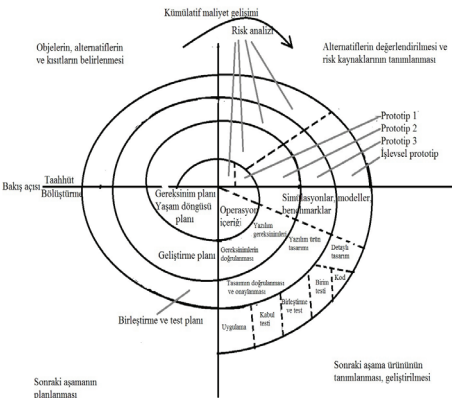 Kümülatif maliyet gelişimi
Risk analizi
Objelerin, alternatiflerin
ve kısıtların belirlenmesi
Alternatiflerin değerlendirilmesi ve
risk kaynaklarının tanımlanması
Prototip 1
Prototip 2
Prototip 3
İşlevsel prototip
Bakış açısı
Taahhüt
Bölüştürme
Gereksinim planı
Yaşam döngüsü
planı
Operasyon
içeriği
Simülasyonlar, modeller,
benchmarklar
Yazılım
gereksinimleri
Yazılım ürün
tasarımı
Detaylı
tasarım
Geliştirme planı
Gereksinimlerin
doğrulanması
Tasarımın doğrulanması
ve onaylanması
Birim
testi
Kod
Birleştirme ve test planı
Uygulama
Kabul
testi
Birleştirme
ve test
Sonraki aşamanın
planlanması
Sonraki aşama ürününün
tanımlanması, geliştirilmesi